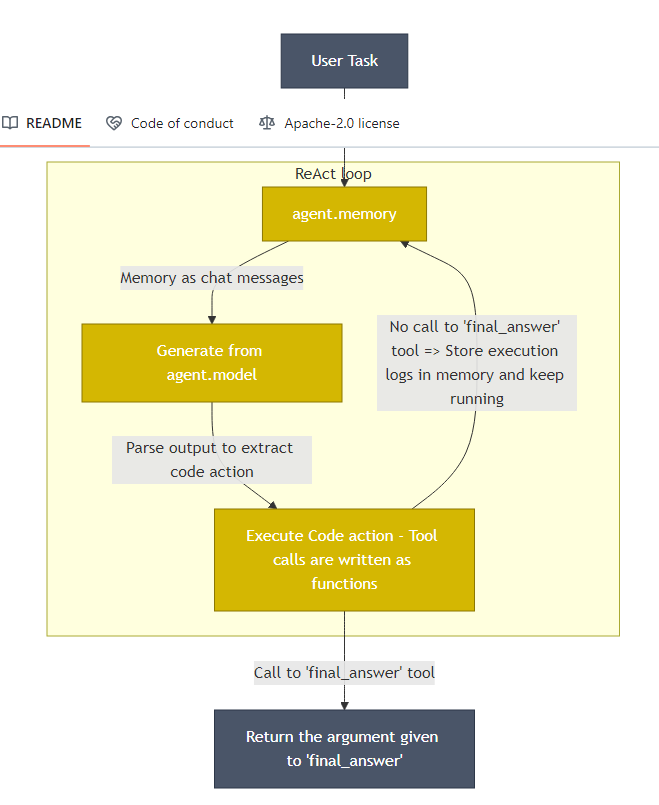 User Task
README
Code of conduct
Apache-2.0 license
ReAct loop
agent.memory
Memory as chat messages
No call to 'final_answer'
tool => Store execution
logs in memory and keep
running
Generate from
agent.model
Parse output to extract
code action
Execute Code action - Tool
calls are written as
functions
Call to 'final_answer' tool
Return the argument given
to 'final_answer'